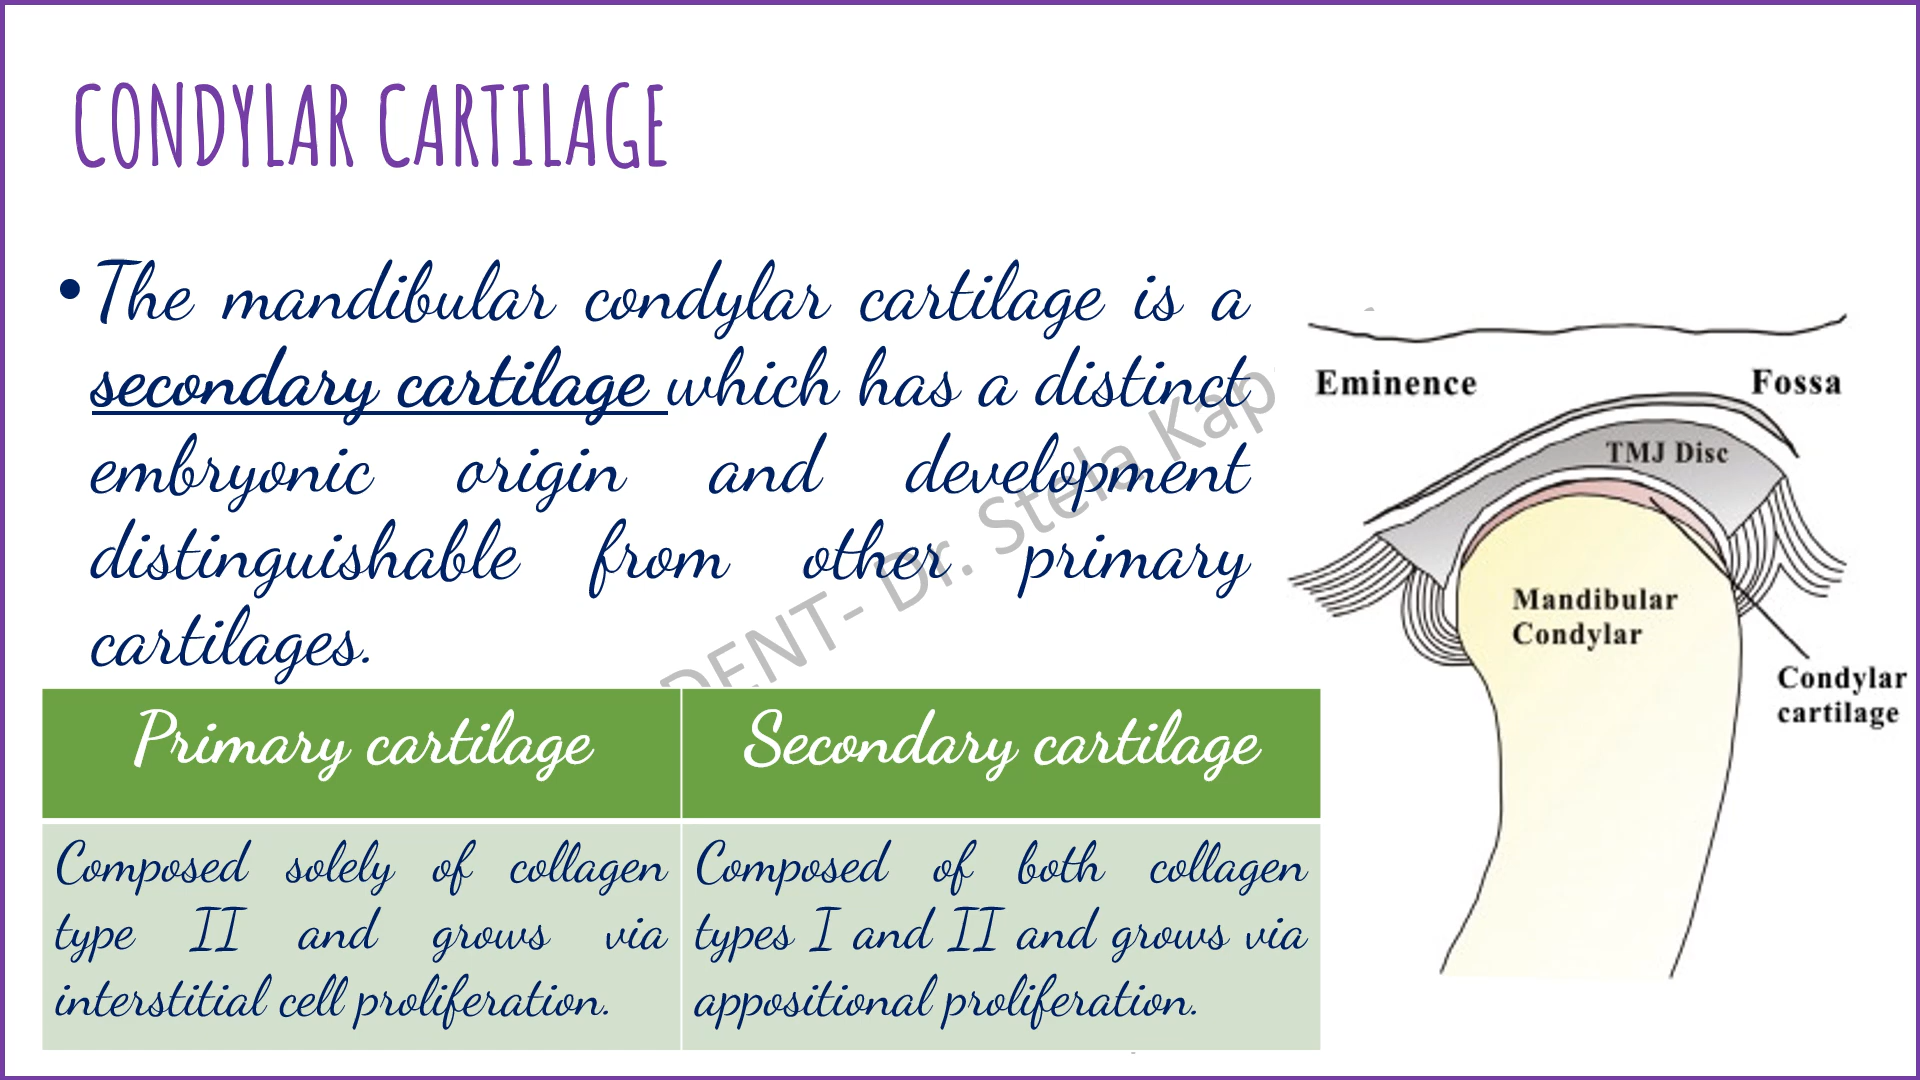 CONDYLAR CARTILAGE
•The mandibular condylar cartilage is a
secondary cartilage which has a distinct
embryonic origin and development
distinguishable from other primary
cartilages.
DENT- Dr. Stela Kap
Primary cartilage
Secondary cartilage
Composed solely of collagen
type II and grows via
interstitial cell proliferation.
Composed of both collagen
types I and II and grows via
appositional proliferation.
Eminence
Fossa
TMJ Disc
Mandibular
Condylar
Condylar
cartilage